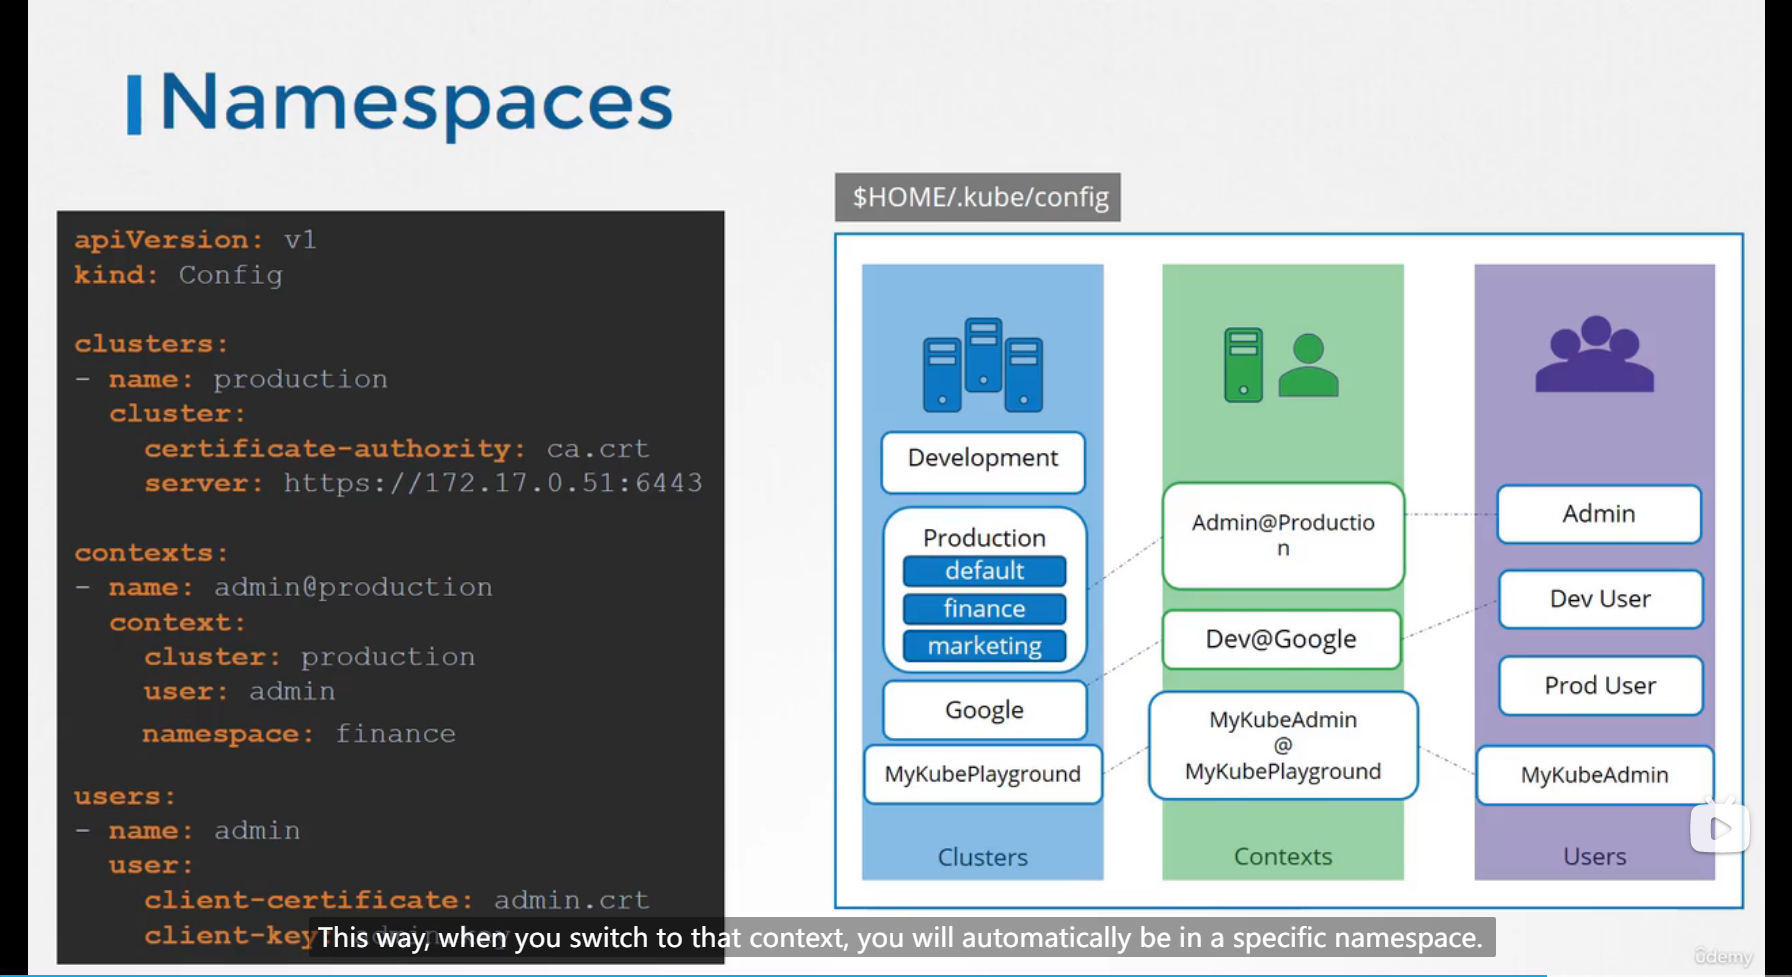 Namespaces
$HOME/.kube/config
apiVersion: v1
kind: Config
clusters:
- name: production
cluster:
certificate-authority: ca.crt
server: https://172.17.0.51:6443
contexts:
- name: admin@production
context:
cluster: production
user: admin
namespace: finance
users:
- name: admin
user:
client-certificate: admin.crt
client-key:
Development
Production
default
finance
marketing
Google
MyKubePlayground
Clusters
Admin@Productio
n
Dev@Google
MyKubeAdmin
@
MyKubePlayground
Contexts
Admin
Dev User
Prod User
MyKubeAdmin
Users
This way, when you switch to that context, you will automatically be in a specific namespace.
ûdemy